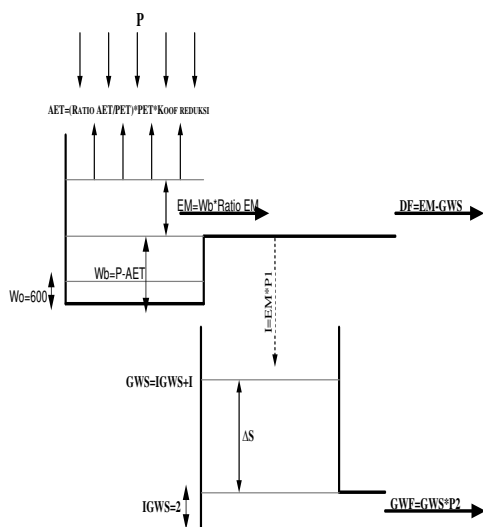 P
AET=(RATIO AET/PET)*PET*KOOF REDUKSI
EM=Wb*Ratio EM
DF=EM-GWS
Wb=P-AET
Wo=600
I=EM*P1
GWS=IGWS+I
ΔS
IGWS=2
GWF=GWS*P2